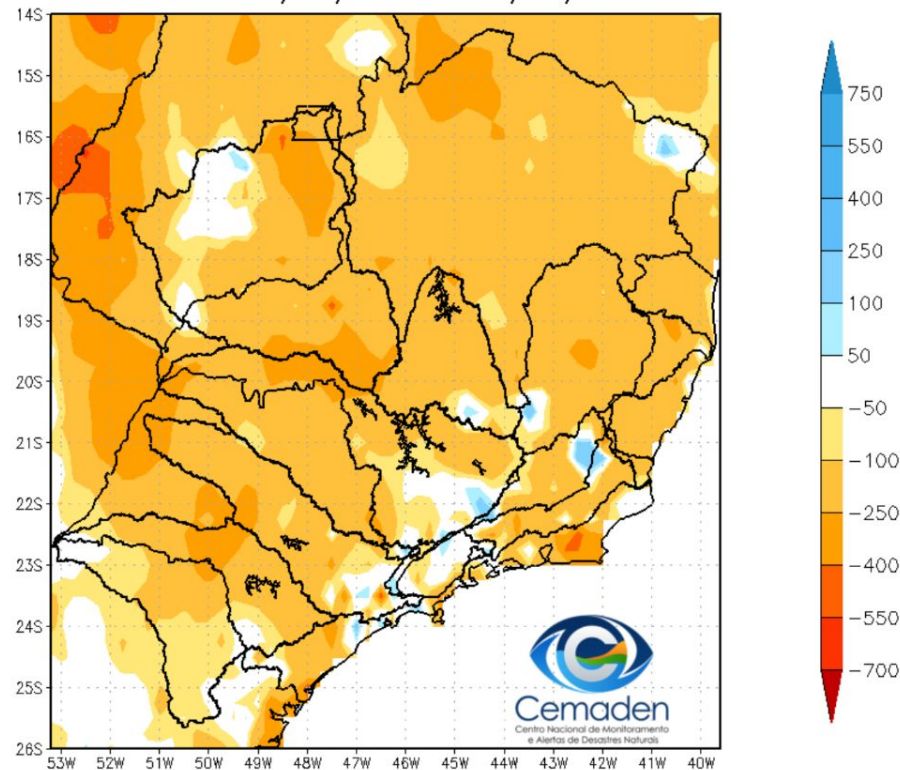 14S
15S
16S
17S
18S
19S
20S
21S
22S
23S
24S
25S
26S
53W 52W 51W 50W 49W 48W 47W 46W 45W 44W 43W 42W 41W 40W
750
550
400
250
100
50
−50
−100
−250
−400
−550
−700
Cemaden
Centro Nacional de Monitoramento
e Alertas de Desastres Naturais